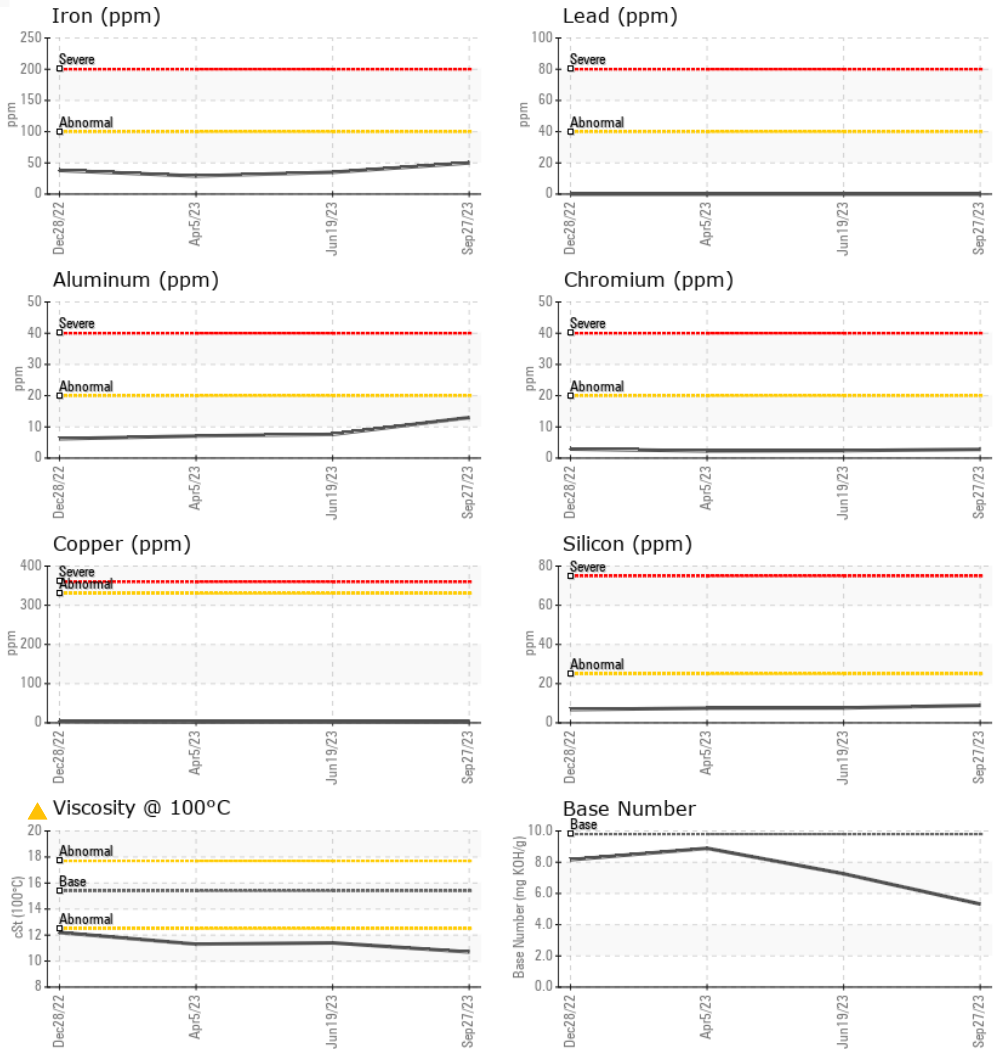 Iron (ppm)
250
200
150
100
50
0
ppm
Severe
Abnormal
Dec28/22
Apr5/23
Jun19/23
Sep27/23
Lead (ppm)
100
80
60
40
20
0
ppm
Severe
Abnormal
Dec28/22
Apr5/23
Jun19/23
Sep27/23
Aluminum (ppm)
50
40
30
20
10
0
ppm
Severe
Abnormal
Dec28/22
Apr5/23
Jun19/23
Sep27/23
Chromium (ppm)
50
40
30
20
10
0
ppm
Severe
Abnormal
Dec28/22
Apr5/23
Jun19/23
Sep27/23
Copper (ppm)
400
300
200
100
0
ppm
Severe
Abnormal
Dec28/22
Apr5/23
Jun19/23
Sep27/23
Silicon (ppm)
80
60
40
20
0
ppm
Severe
Abnormal
Dec28/22
Apr5/23
Jun19/23
Sep27/23
Viscosity @ 100°C
20
18
16
14
12
10
8
cSt (100°C)
Abnormal
Base
Abnormal
Dec28/22
Apr5/23
Jun19/23
Sep27/23
Base Number
10.0
8.0
6.0
4.0
2.0
0.0
Base Number (mg KOH/g)
Base
Dec28/22
Apr5/23
Jun19/23
Sep27/23